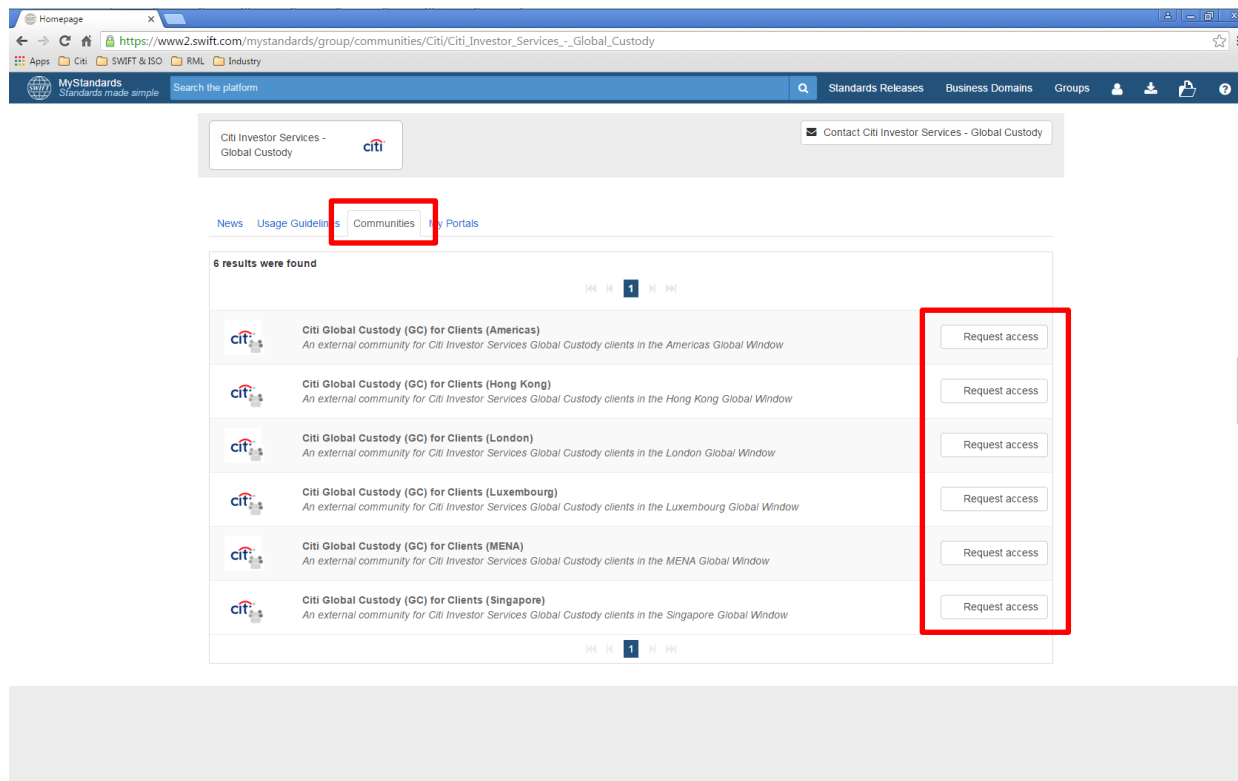 Homepage
https://www2.swift.com/mystandards/group/communities/Citi/Citi_Investor_Services_-_Global_Custody
Apps Citi SWIFT & ISO RML Industry
SWIFT MyStandards Search the platform Standards Releases Business Domains Groups
Standards made simple
Citi Investor Services -
Global Custody
citi
Contact Citi Investor Services - Global Custody
News Usage Guidelines Communities My Portals
6 results were found
1
citi Citi Global Custody (GC) for Clients (Americas) Request access
An external community for Citi Investor Services Global Custody clients in the Americas Global Window
citi Citi Global Custody (GC) for Clients (Hong Kong) Request access
An external community for Citi Investor Services Global Custody clients in the Hong Kong Global Window
citi Citi Global Custody (GC) for Clients (London) Request access
An external community for Citi Investor Services Global Custody clients in the London Global Window
citi Citi Global Custody (GC) for Clients (Luxembourg) Request access
An external community for Citi Investor Services Global Custody clients in the Luxembourg Global Window
citi Citi Global Custody (GC) for Clients (MENA) Request access
An external community for Citi Investor Services Global Custody clients in the MENA Global Window
citi Citi Global Custody (GC) for Clients (Singapore) Request access
An external community for Citi Investor Services Global Custody clients in the Singapore Global Window
1